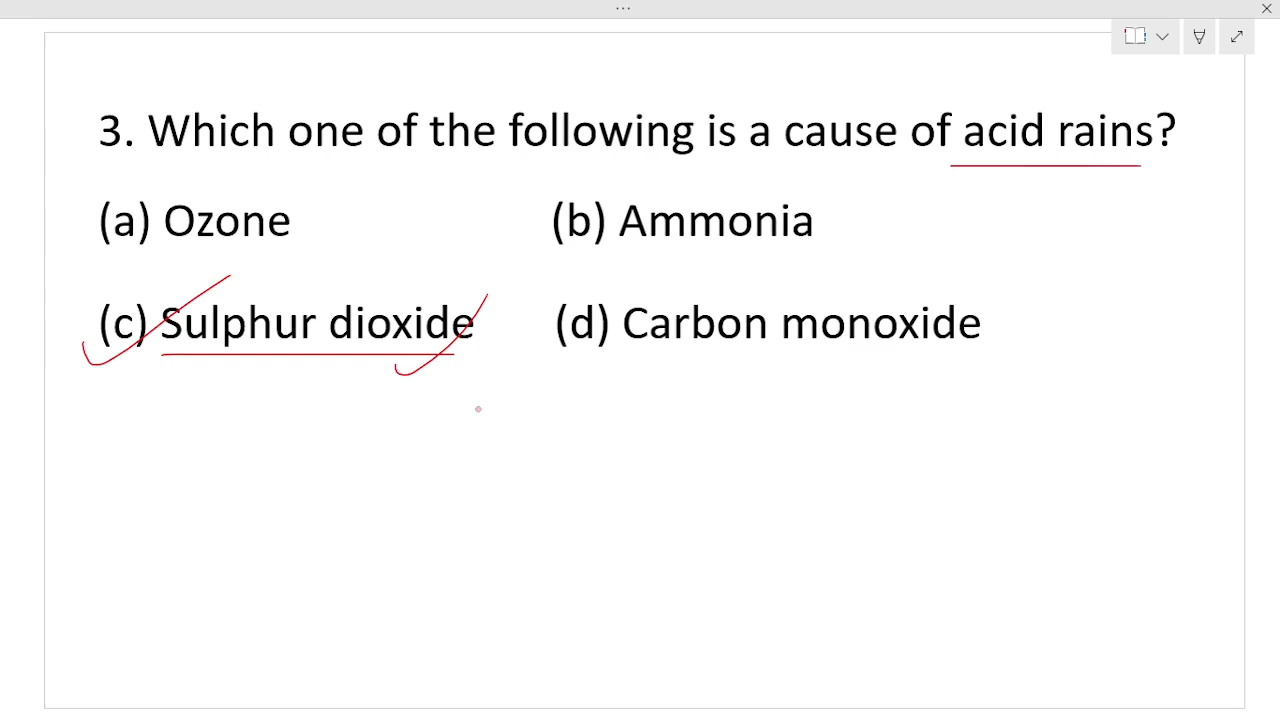 3. Which one of the following is a cause of acid rains?
(a) Ozone (b) Ammonia
(c) Sulphur dioxide (d) Carbon monoxide